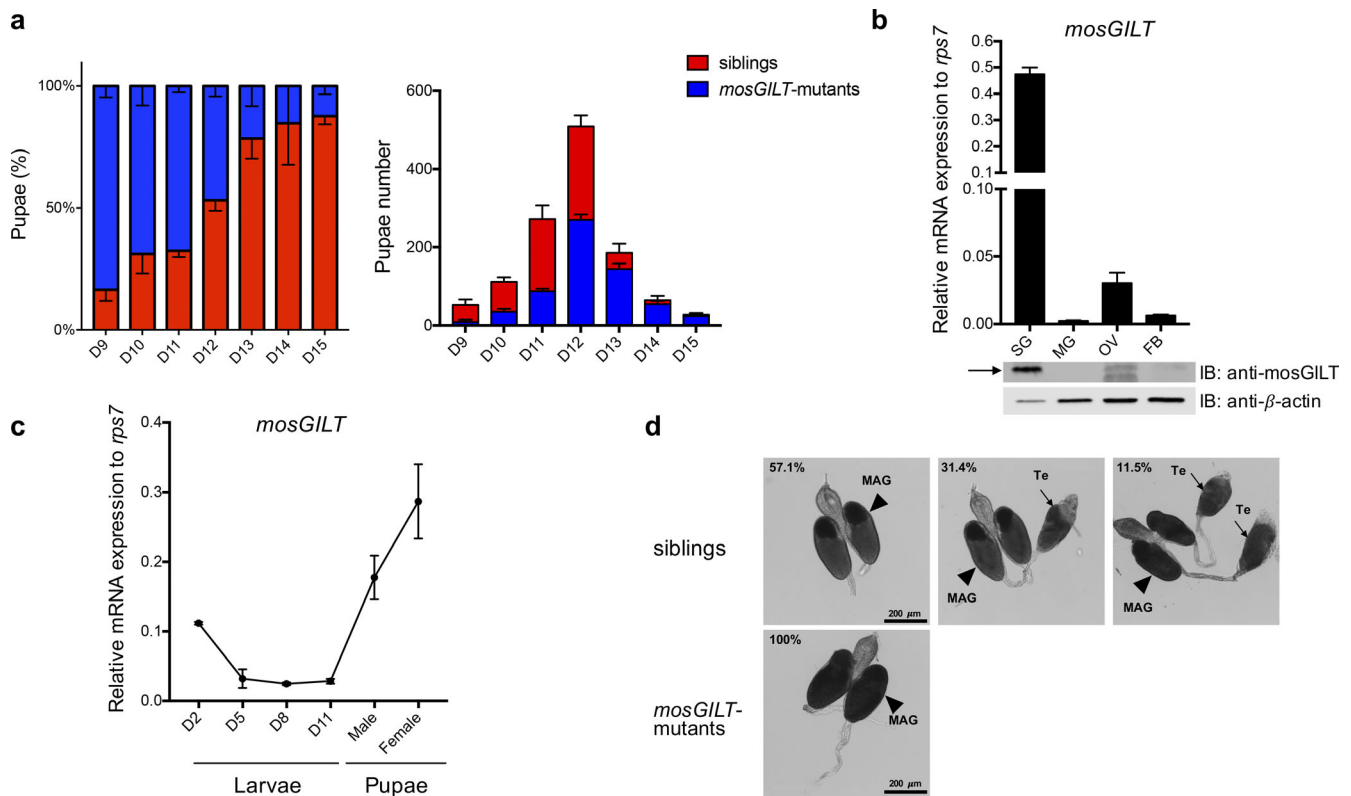 a
100%
50%
0%
Pupae (%)
D9 D10 D11 D12 D13 D14 D15
siblings
mosGILT-mutants
600
400
200
0
Pupae number
D9 D10 D11 D12 D13 D14 D15
b
mosGILT
Relative mRNA expression to rps7
0.6
0.5
0.4
0.3
0.2
0.1
0.10
0.05
0.00
SG MG OV FB
IB: anti-mosGILT
IB: anti-β-actin
c
mosGILT
Relative mRNA expression to rps7
0.4
0.3
0.2
0.1
0.0
D2 D5 D8 D11 Male Female
Larvae Pupae
d
siblings
57.1%
MAG
200 μm
31.4%
Te
MAG
11.5%
Te
Te
MAG
mosGILT-
mutants
100%
MAG
200 μm